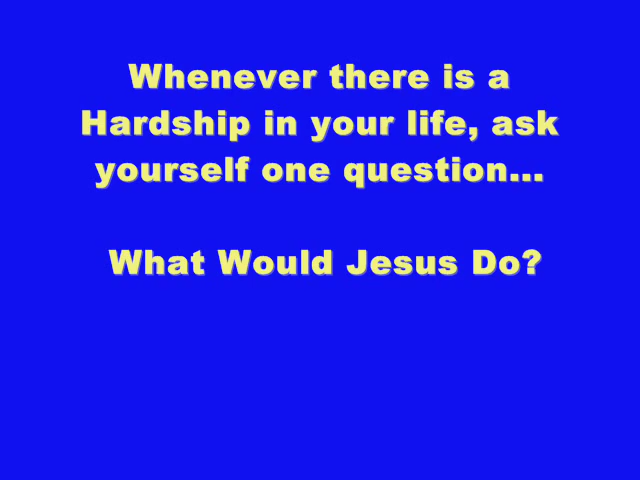 Whenever there is a
Hardship in your life, ask
yourself one question...
What Would Jesus Do?